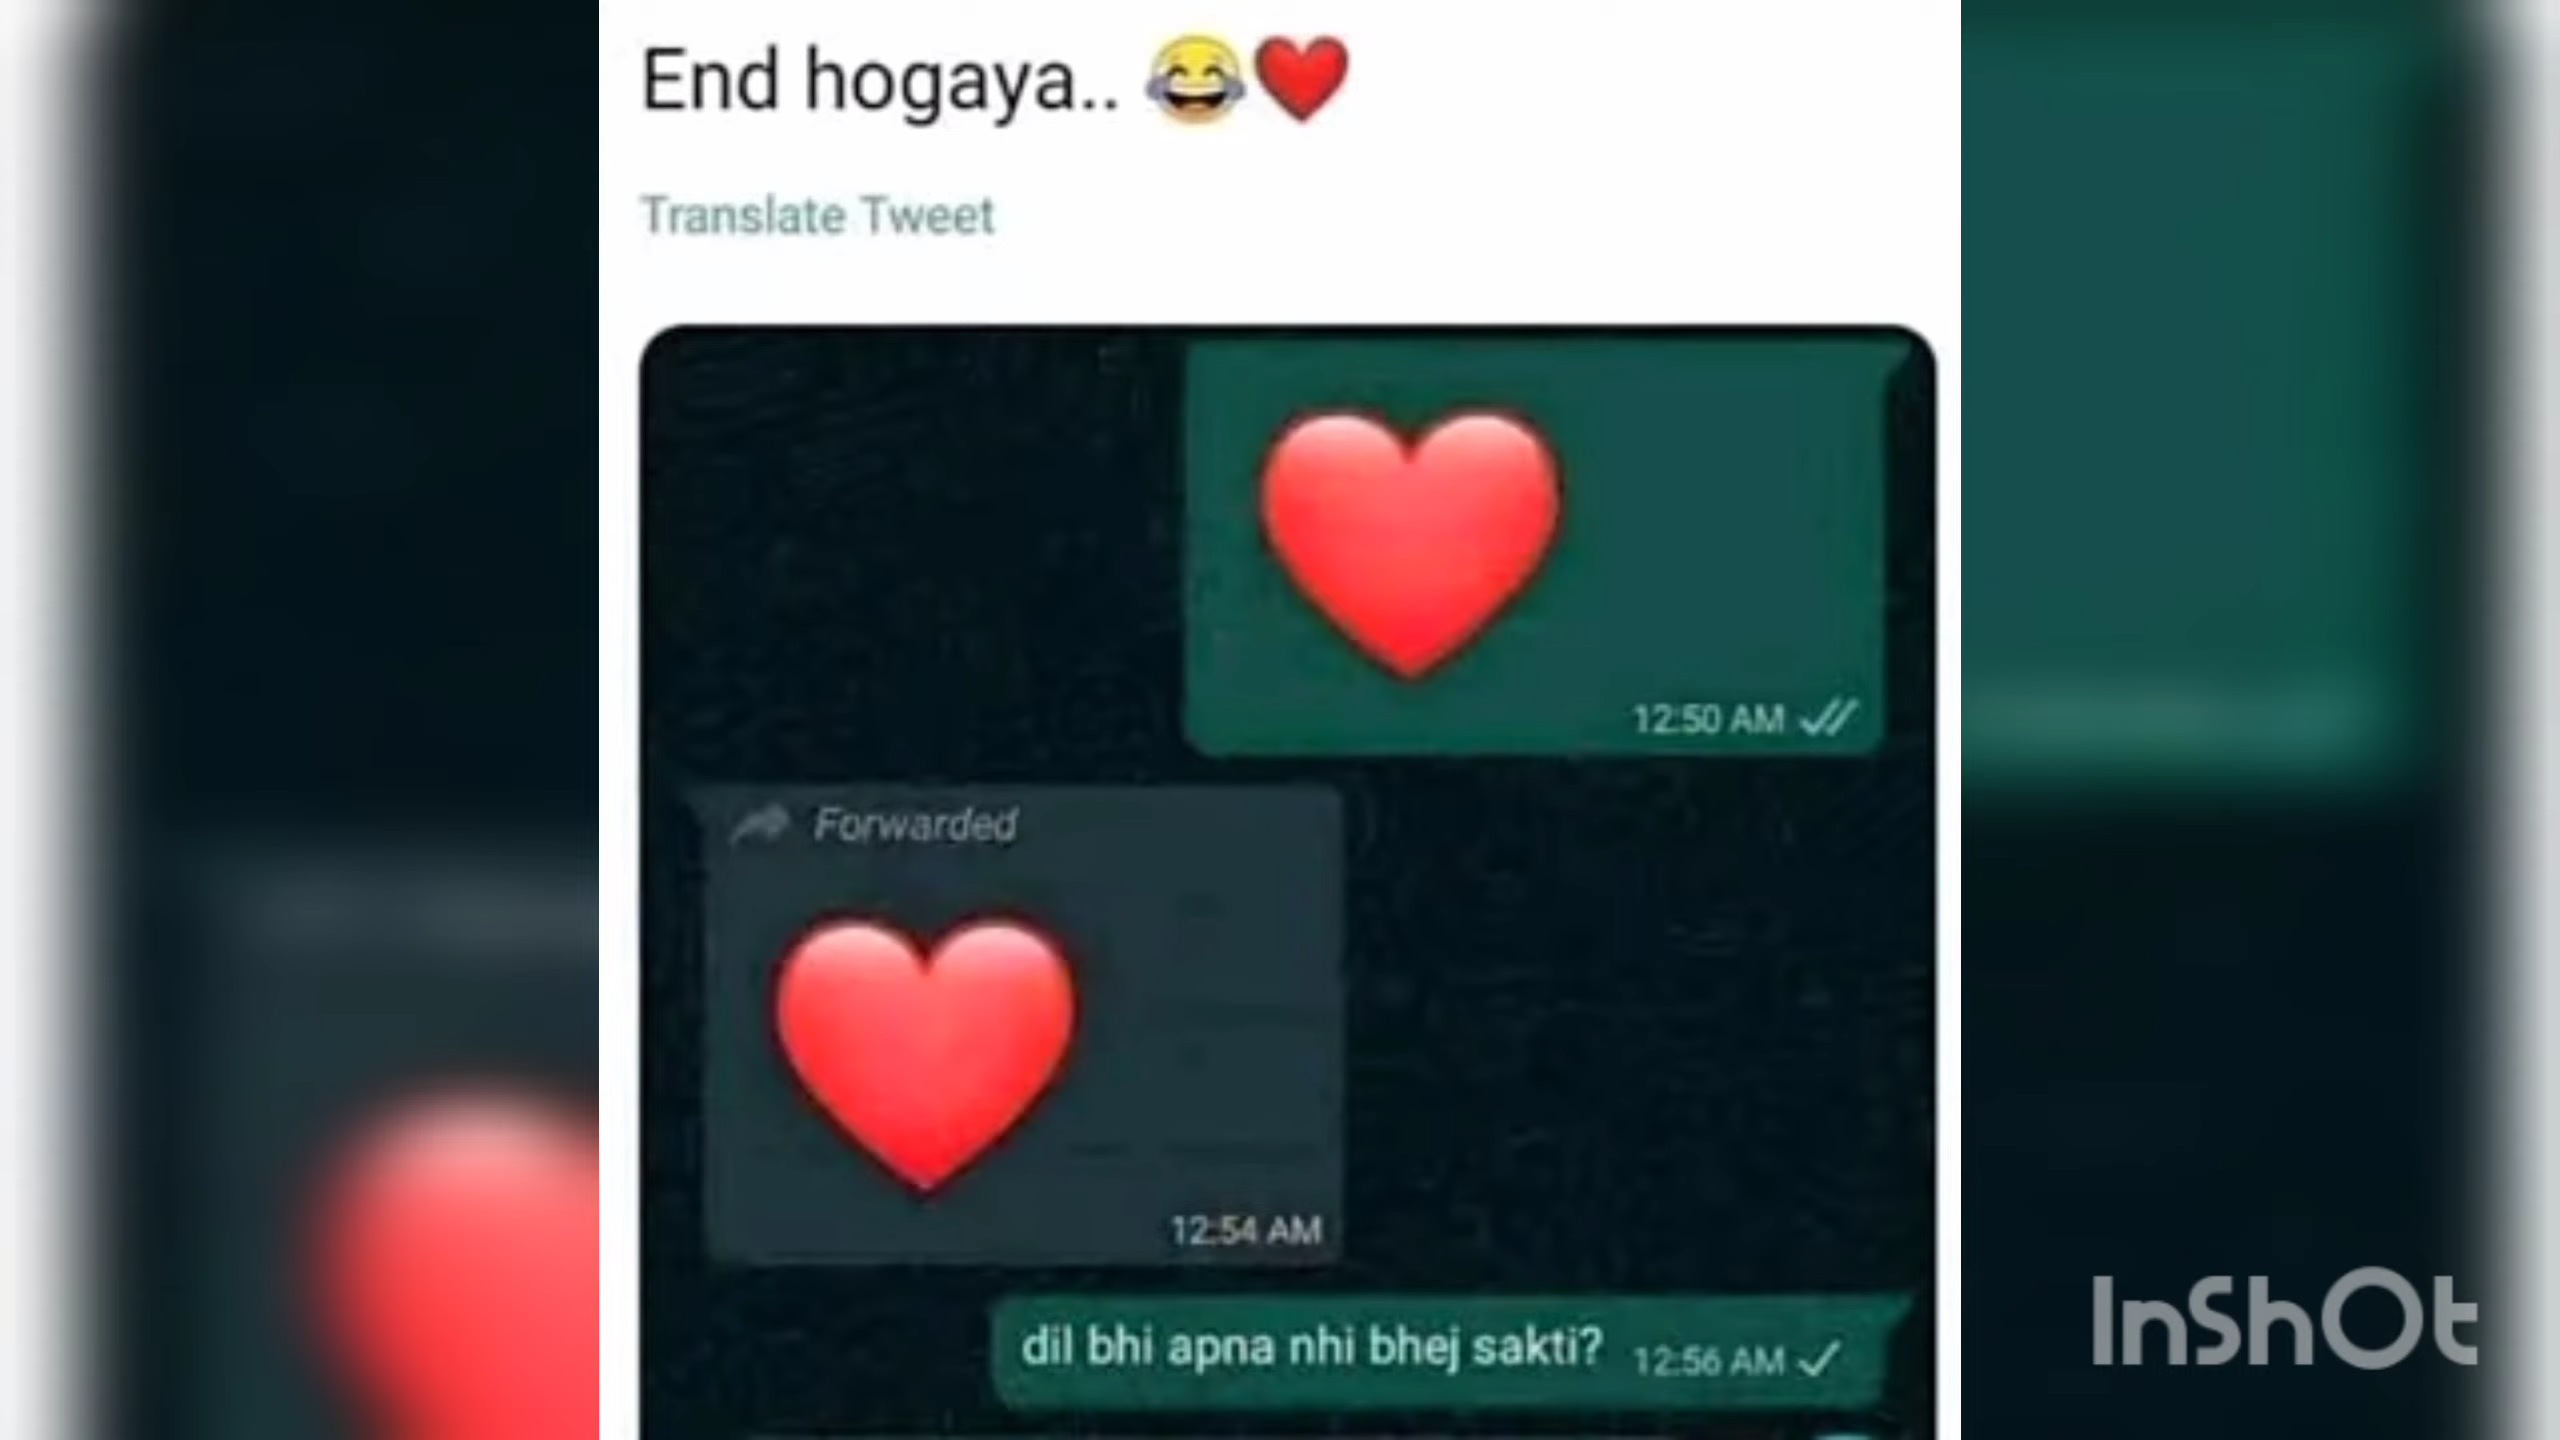 End hogaya.. 😂❤️
Translate Tweet
❤️
12:50 AM
Forwarded
❤️
12:54 AM
dil bhi apna nhi bhej sakti? 12:56 AM
InShOt